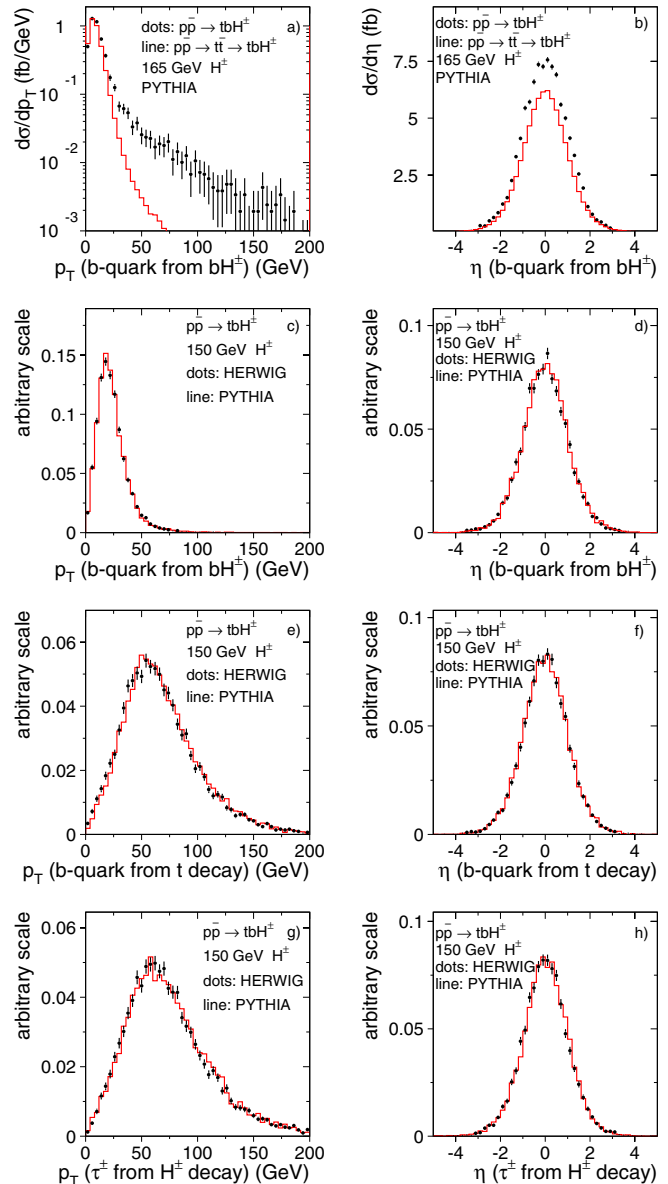 dσ/dp_T (fb/GeV)
dots: pp̄ → tbH±
a)
line: pp̄ → tt̄ → tbH±
165 GeV H±
PYTHIA
1
10⁻¹
10⁻²
10⁻³
0 50 100 150 200
p_T (b-quark from bH±) (GeV)
dσ/dη (fb)
dots: pp̄ → tbH±
b)
line: pp̄ → tt̄ → tbH±
165 GeV H±
PYTHIA
7.5
5
2.5
-4 -2 0 2 4
η (b-quark from bH±)
arbitrary scale
pp̄ → tbH±
c)
150 GeV H±
dots: HERWIG
line: PYTHIA
0.15
0.1
0.05
0
0 50 100 150 200
p_T (b-quark from bH±) (GeV)
arbitrary scale
pp̄ → tbH±
d)
150 GeV H±
dots: HERWIG
line: PYTHIA
0.1
0.05
0
-4 -2 0 2 4
η (b-quark from bH±)
arbitrary scale
pp̄ → tbH±
e)
150 GeV H±
dots: HERWIG
line: PYTHIA
0.06
0.04
0.02
0
0 50 100 150 200
p_T (b-quark from t decay) (GeV)
arbitrary scale
pp̄ → tbH±
f)
150 GeV H±
dots: HERWIG
line: PYTHIA
0.1
0.05
0
-4 -2 0 2 4
η (b-quark from t decay)
arbitrary scale
pp̄ → tbH±
g)
150 GeV H±
dots: HERWIG
line: PYTHIA
0.06
0.04
0.02
0
0 50 100 150 200
p_T (τ± from H± decay) (GeV)
arbitrary scale
pp̄ → tbH±
h)
150 GeV H±
dots: HERWIG
line: PYTHIA
0.1
0.05
0
-4 -2 0 2 4
η (τ± from H± decay)